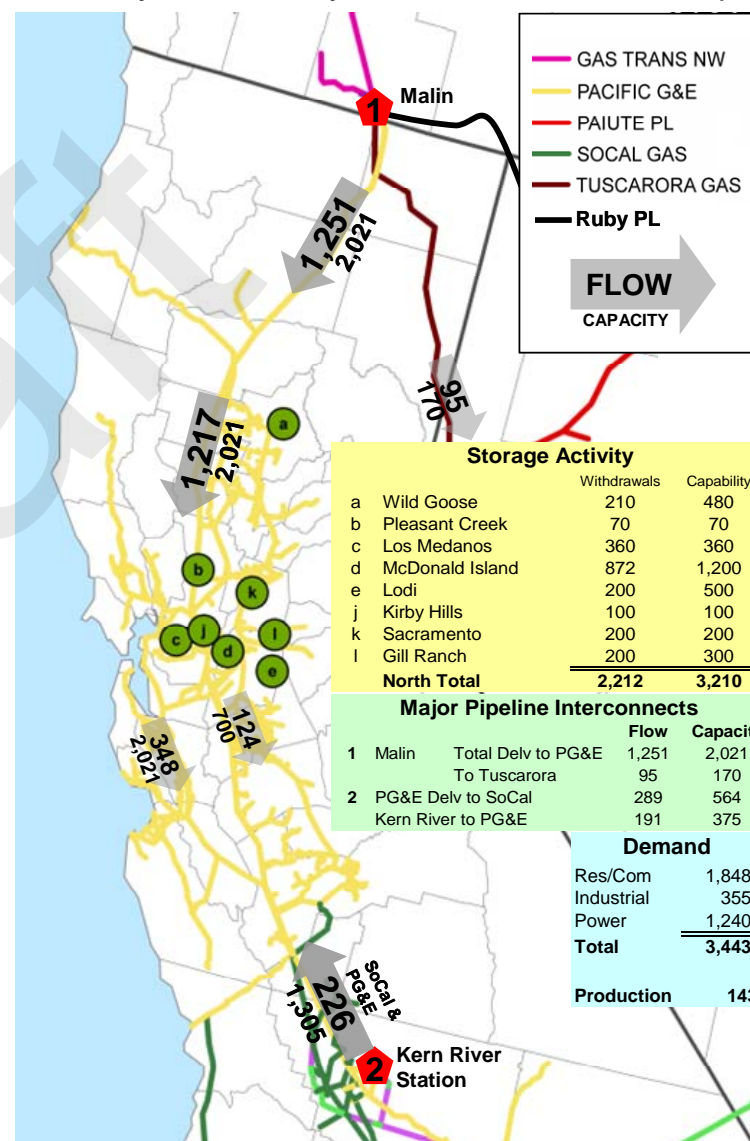 GAS TRANS NW
PACIFIC G&E
PAIUTE PL
SOCAL GAS
TUSCARORA GAS
Ruby PL
FLOW
CAPACITY
1
Malin
1,251
2,021
95
170
1,217
2,021
a
b
k
c
j
l
d
e
348
2,021
124
700
Storage Activity
Withdrawals Capability
a Wild Goose 210 480
b Pleasant Creek 70 70
c Los Medanos 360 360
d McDonald Island 872 1,200
e Lodi 200 500
j Kirby Hills 100 100
k Sacramento 200 200
l Gill Ranch 200 300
North Total 2,212 3,210
Major Pipeline Interconnects
Flow Capacit
1 Malin Total Delv to PG&E 1,251 2,021
To Tuscarora 95 170
2 PG&E Delv to SoCal 289 564
Kern River to PG&E 191 375
Demand
Res/Com 1,848
Industrial 355
Power 1,240
Total 3,443
Production 143
SoCal &
PG&E
226
1,305
2
Kern River
Station